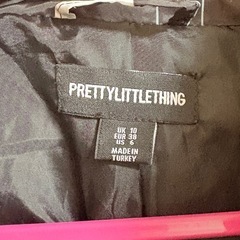 PRETTYLITTLETHING
UK 10
EUR 38
US 6
MADE IN
TURKEY